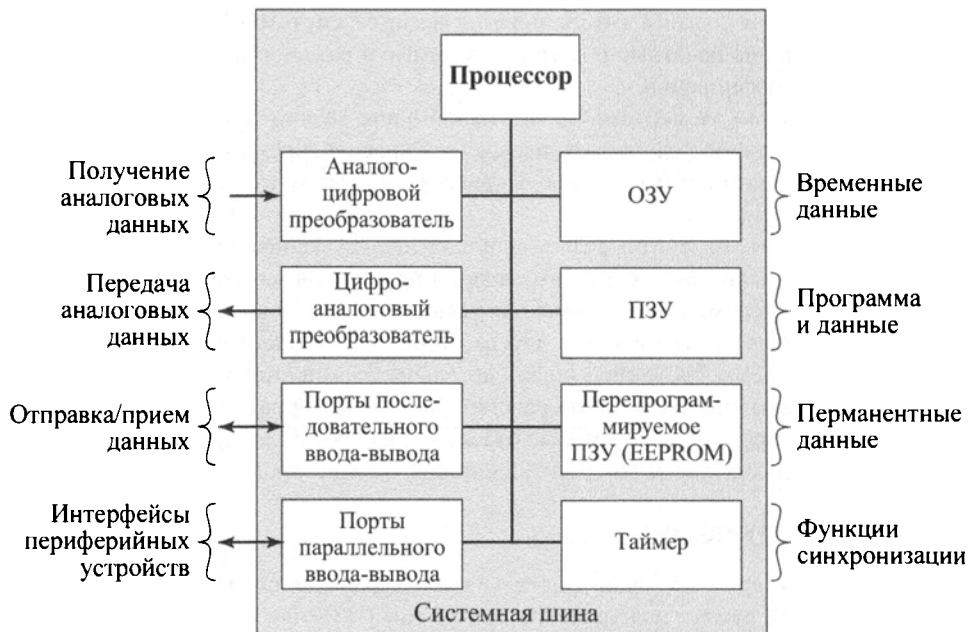 Процессор
Получение
аналоговых
данных
Аналого-
цифровой
преобразователь
ОЗУ
Временные
данные
Передача
аналоговых
данных
Цифро-
аналоговый
преобразователь
ПЗУ
Программа
и данные
Отправка/прием
данных
Порты после-
довательного
ввода-вывода
Перепрограм-
мируемое
ПЗУ (EEPROM)
Перманентные
данные
Интерфейсы
периферийных
устройств
Порты
параллельного
ввода-вывода
Таймер
Функции
синхронизации
Системная шина